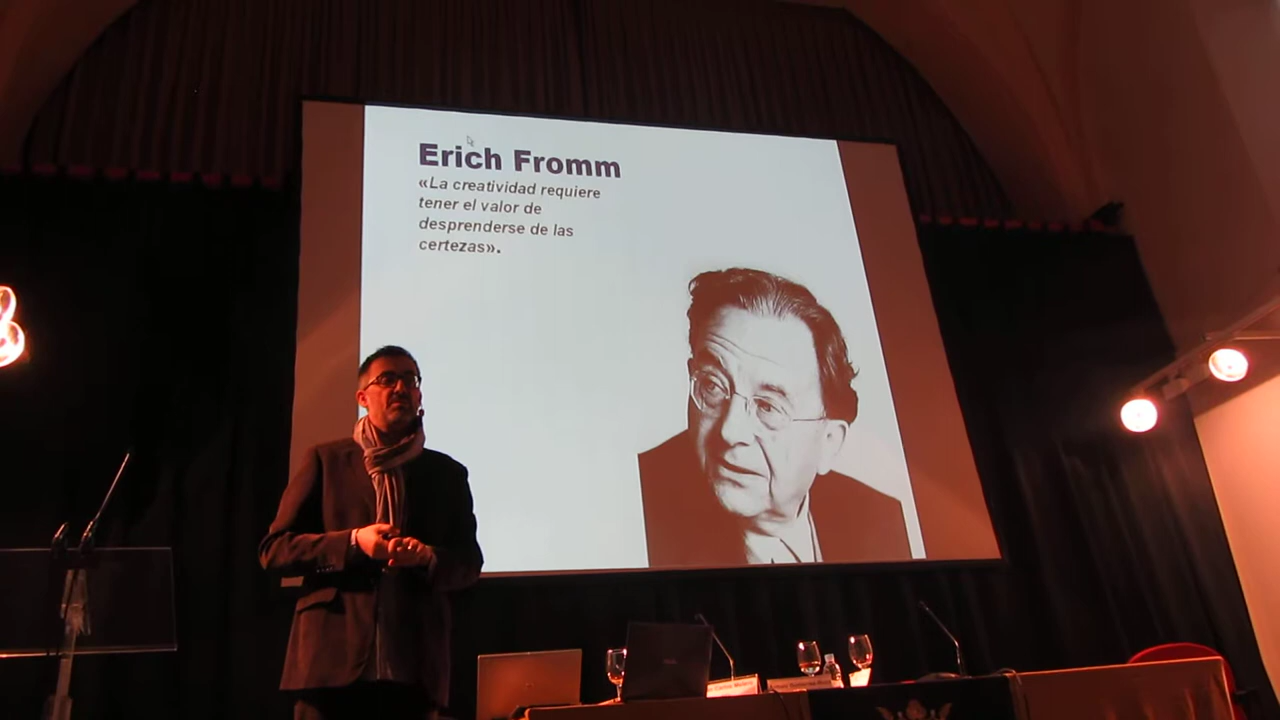 Erich Fromm
«La creatividad requiere
tener el valor de
desprenderse de las
certezas».